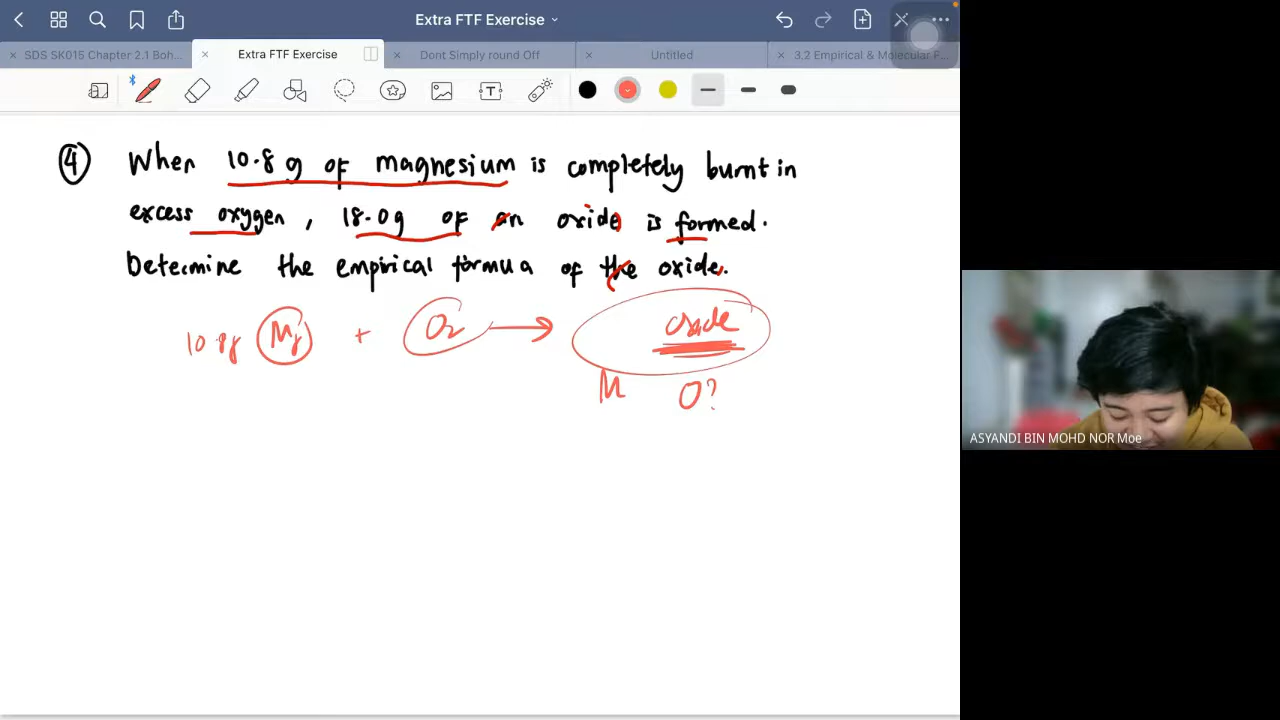 Extra FTF Exercise
SDS SK015 Chapter 2.1 Boh...
Extra FTF Exercise
Dont Simply round Off
Untitled
3.2 Empirical & Molecular F...
T
④ When 10.8 g of magnesium is completely burnt in
excess oxygen, 18.0g of an oxide is formed.
Determine the empirical formua of the oxide.
10.8g Mg + O2 → oxide
M O?
ASYANDI BIN MOHD NOR Moe